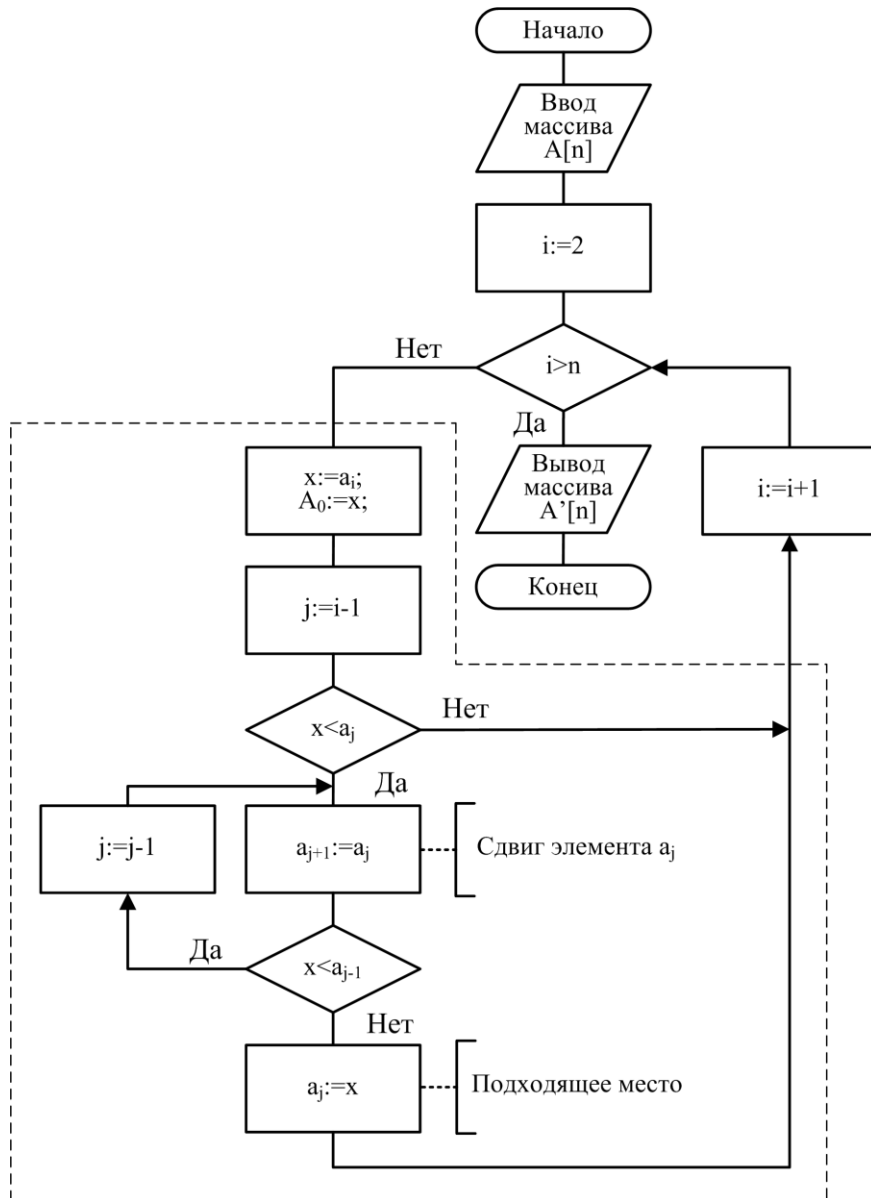 Начало
Ввод
массива
A[n]
i:=2
Нет
i>n
Да
x:=aᵢ;
A₀:=x;
Вывод
массива
A’[n]
i:=i+1
j:=i-1
Конец
x<aⱼ
Нет
Да
j:=j-1
aⱼ₊₁:=aⱼ
Сдвиг элемента aⱼ
Да
x<aⱼ₋₁
Нет
aⱼ:=x
Подходящее место